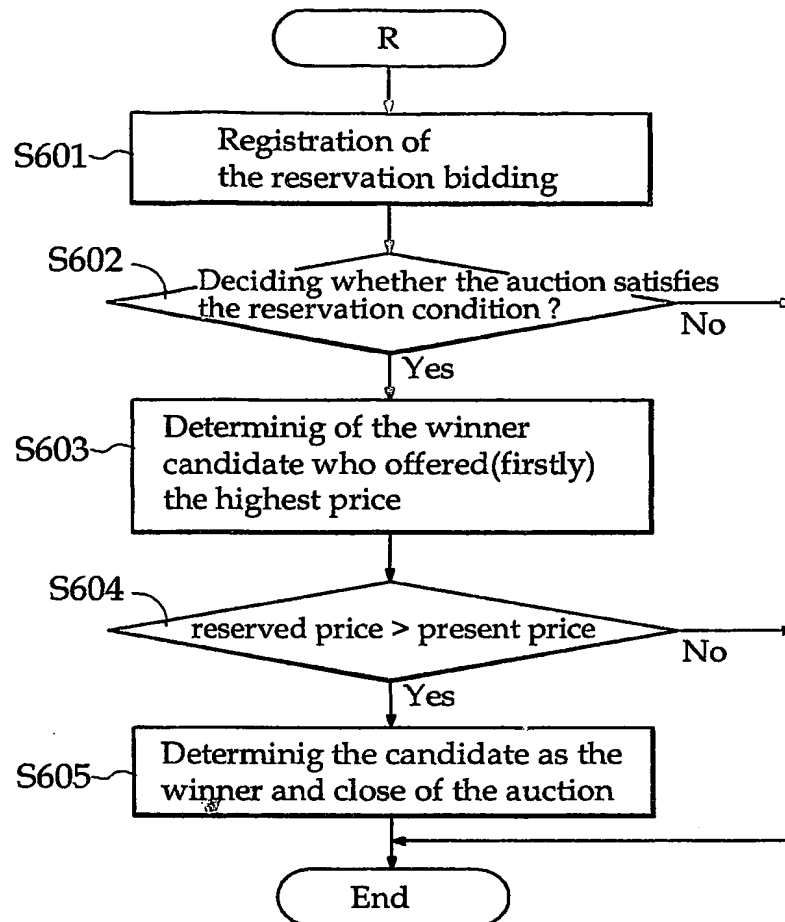 R
S601
Registration of
the reservation bidding
S602
Deciding whether the auction satisfies
the reservation condition ?
No
Yes
S603
Determinig of the winner
candidate who offered(firstly)
the highest price
S604
reserved price > present price
No
Yes
S605
Determinig the candidate as the
winner and close of the auction
End